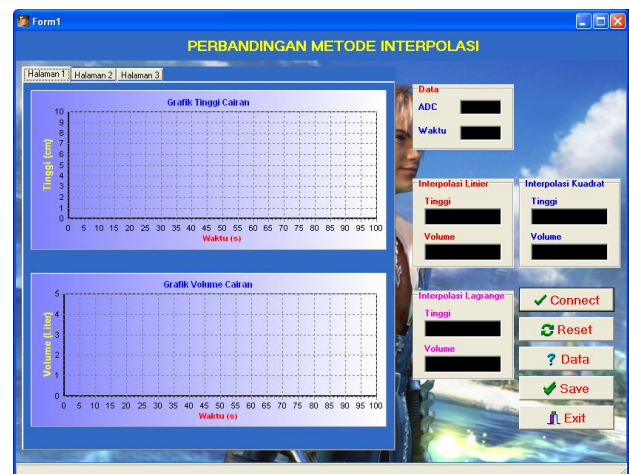 Form1
PERBANDINGAN METODE INTERPOLASI
Halaman 1 Halaman 2 Halaman 3
Grafik Tinggi Cairan
Tinggi (cm)
10
9
8
7
6
5
4
3
2
1
0
0 5 10 15 20 25 30 35 40 45 50 55 60 65 70 75 80 85 90 95 100
Waktu (s)
Grafik Volume Cairan
Volume (Liter)
5
4
3
2
1
0
0 5 10 15 20 25 30 35 40 45 50 55 60 65 70 75 80 85 90 95 100
Waktu (s)
Data
ADC
Waktu
Interpolasi Linier
Tinggi
Volume
Interpolasi Kuadrat
Tinggi
Volume
Interpolasi Lagrange
Tinggi
Volume
Connect
Reset
? Data
Save
Exit